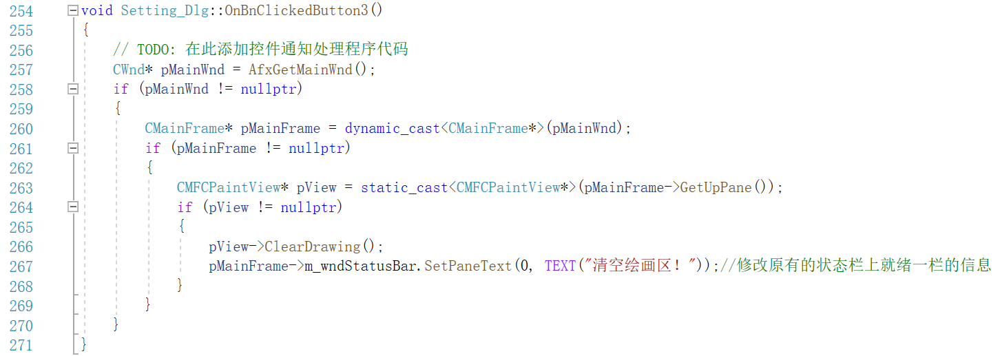 254 void Setting_Dlg::OnBnClickedButton3()
255 {
256 // TODO: 在此添加控件通知处理程序代码
257 CWnd* pMainWnd = AfxGetMainWnd();
258 if (pMainWnd != nullptr)
259 {
260 CMainFrame* pMainFrame = dynamic_cast<CMainFrame*>(pMainWnd);
261 if (pMainFrame != nullptr)
262 {
263 CMFCPaintView* pView = static_cast<CMFCPaintView*>(pMainFrame->GetUpPane());
264 if (pView != nullptr)
265 {
266 pView->ClearDrawing();
267 pMainFrame->m_wndStatusBar.SetPaneText(0, TEXT("清空绘画区！"));//修改原有的状态栏上就绪一栏的信息
268 }
269 }
270 }
271 }